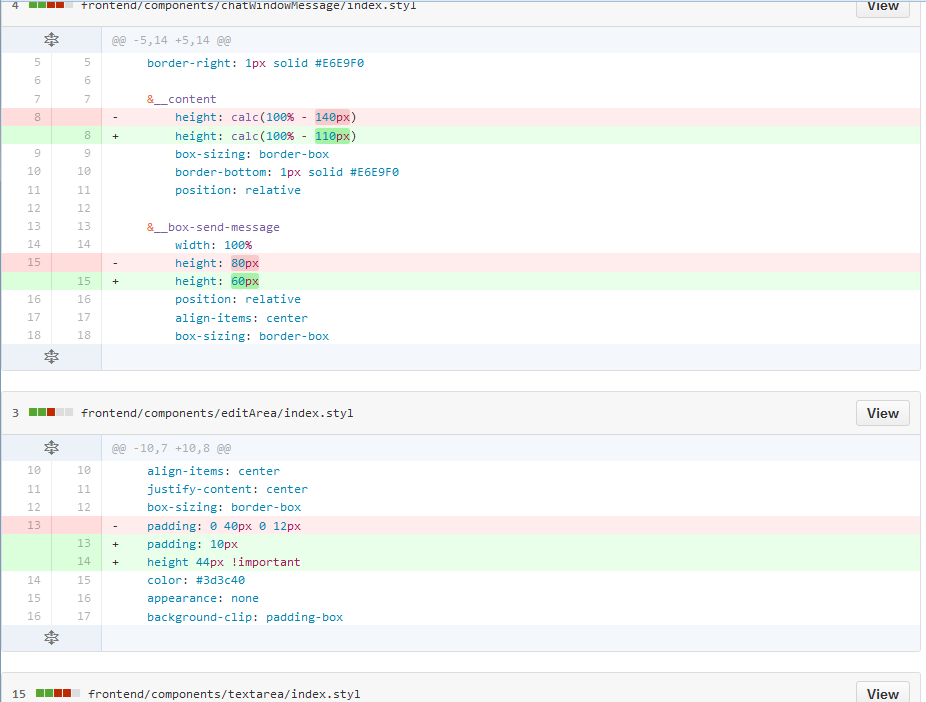 4 frontend/components/chatWindowMessage/index.styl View
@@ -5,14 +5,14 @@
5 5 border-right: 1px solid #E6E9F0
6 6
7 7 &__content
8 - height: calc(100% - 140px)
8 + height: calc(100% - 110px)
9 9 box-sizing: border-box
10 10 border-bottom: 1px solid #E6E9F0
11 11 position: relative
12 12
13 13 &__box-send-message
14 14 width: 100%
15 - height: 80px
15 + height: 60px
16 16 position: relative
17 17 align-items: center
18 18 box-sizing: border-box
3 frontend/components/editArea/index.styl View
@@ -10,7 +10,8 @@
10 10 align-items: center
11 11 justify-content: center
12 12 box-sizing: border-box
13 - padding: 0 40px 0 12px
13 + padding: 10px
14 + height 44px !important
14 15 color: #3d3c40
15 16 appearance: none
16 17 background-clip: padding-box
15 frontend/components/textarea/index.styl View